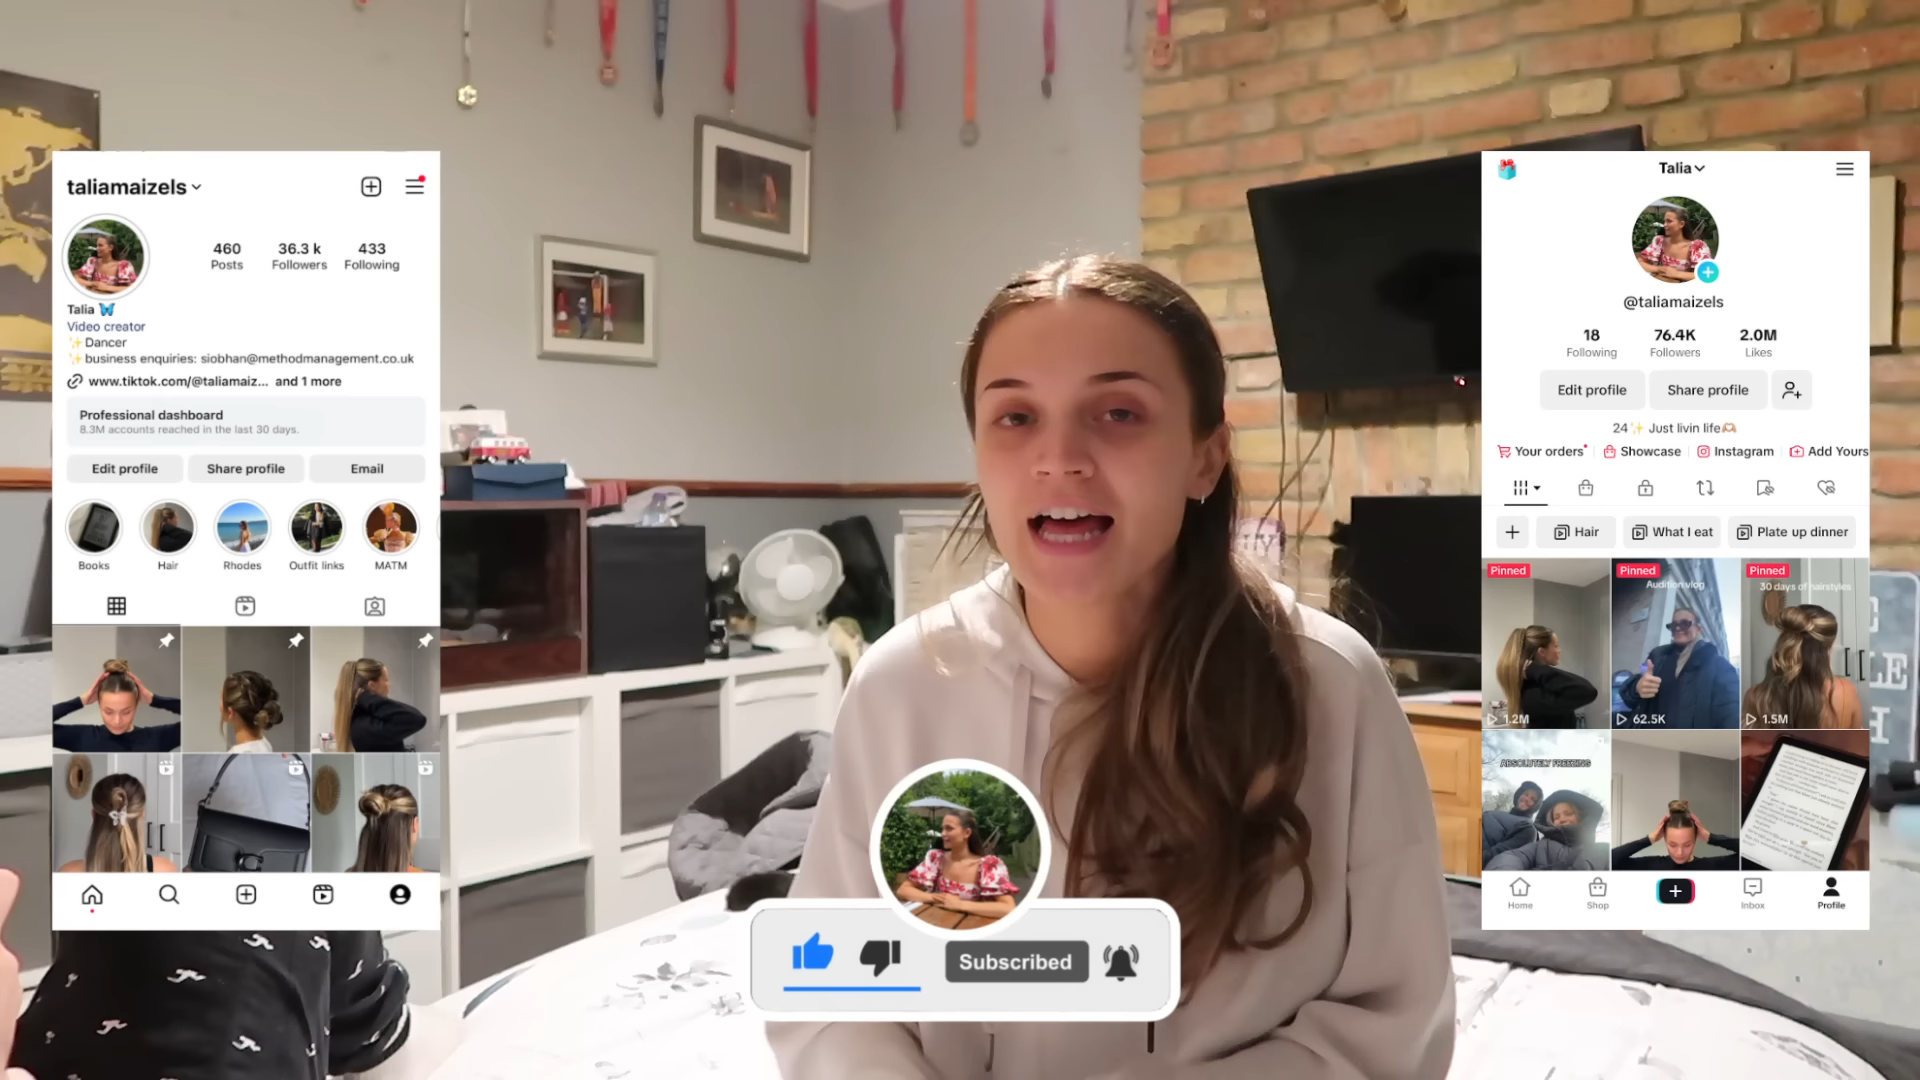 taliamaizels
460
Posts
36.3 k
Followers
433
Following
Talia
Video creator
Dancer
business enquiries: siobhan@methodmanagement.co.uk
www.tiktok.com/@taliamaiz... and 1 more
Professional dashboard
8.3M accounts reached in the last 30 days.
Edit profile
Share profile
Email
Books
Hair
Rhodes
Outfit links
MATM
Subscribed
Talia
@taliamaizels
18
Following
76.4K
Followers
2.0M
Likes
Edit profile
Share profile
24 Just livin life
Your orders
Showcase
Instagram
Add Yours
Hair
What I eat
Plate up dinner
Pinned
1.2M
Pinned
Audition vlog
62.5K
Pinned
30 days of hairstyles
1.5M
ABSOLUTELY FREEZING
Home
Shop
Inbox
Profile